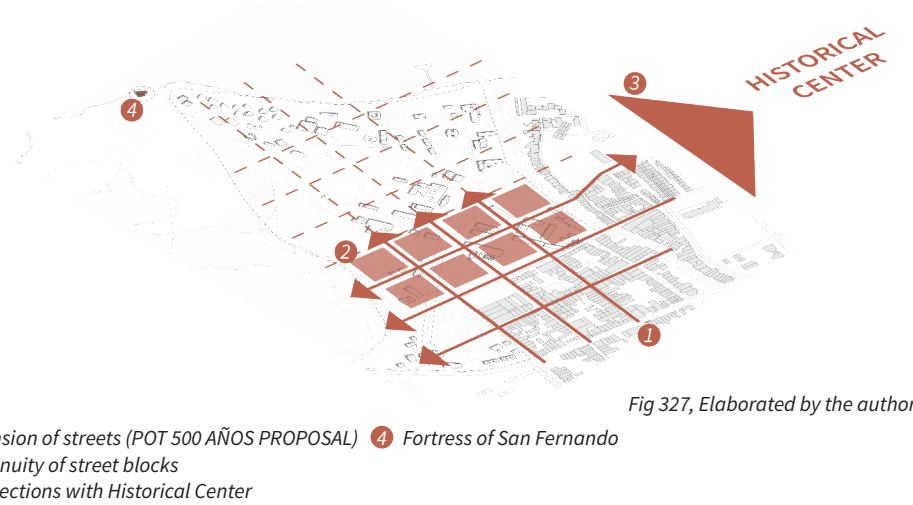 HISTORICAL
CENTER
3
4
2
1
Fig 327, Elaborated by the author
sion of streets (POT 500 AÑOS PROPOSAL) 4 Fortress of San Fernando
nuity of street blocks
ections with Historical Center